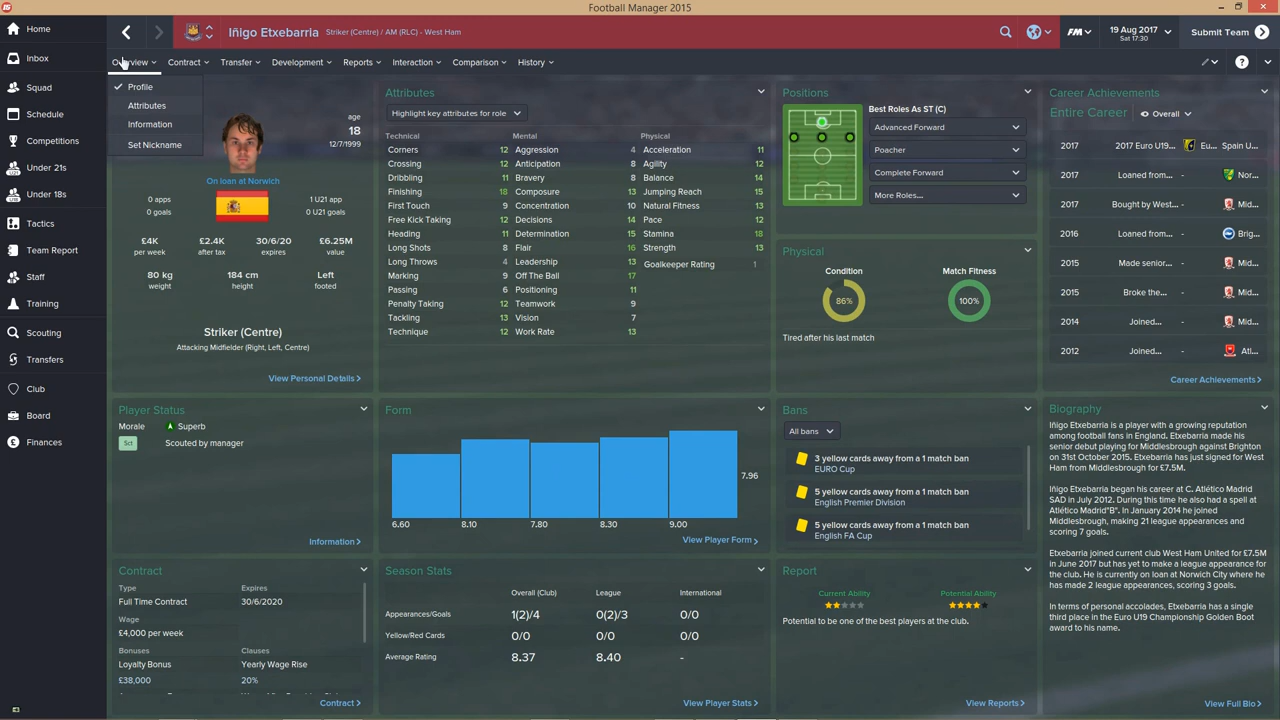 Football Manager 2015
Home
Inbox
Squad
Schedule
Competitions
Under 21s
Under 18s
Tactics
Team Report
Staff
Training
Scouting
Transfers
Club
Board
Finances
Iñigo Etxebarria
Striker (Centre) / AM (RLC) - West Ham
FM
19 Aug 2017
Sat 17:30
Submit Team
Overview
Contract
Transfer
Development
Reports
Interaction
Comparison
History
?
Profile
Attributes
Information
Set Nickname
age
18
12/7/1999
On loan at Norwich
0 apps
0 goals
1 U21 app
0 U21 goals
£4K
per week
£2.4K
after tax
30/6/20
expires
£6.25M
value
80 kg
weight
184 cm
height
Left
footed
Striker (Centre)
Attacking Midfielder (Right, Left, Centre)
View Personal Details >
Attributes
Highlight key attributes for role
Technical Mental Physical
Corners 12 Aggression 4 Acceleration 11
Crossing 12 Anticipation 8 Agility 12
Dribbling 11 Bravery 8 Balance 14
Finishing 18 Composure 13 Jumping Reach 15
First Touch 9 Concentration 10 Natural Fitness 13
Free Kick Taking 12 Decisions 14 Pace 12
Heading 11 Determination 15 Stamina 18
Long Shots 8 Flair 16 Strength 13
Long Throws 4 Leadership 13 Goalkeeper Rating 1
Marking 9 Off The Ball 17
Passing 6 Positioning 11
Penalty Taking 12 Teamwork 9
Tackling 13 Vision 7
Technique 12 Work Rate 13
Positions
Best Roles As ST (C)
Advanced Forward
Poacher
Complete Forward
More Roles...
Physical
Condition
86%
Match Fitness
100%
Tired after his last match
Career Achievements
Entire Career
Overall
2017 2017 Euro U19... Eu... Spain U...
2017 Loaned from... - Nor...
2017 Bought by West... - Mid...
2016 Loaned from... - Brig...
2015 Made senior... - Mid...
2015 Broke the... - Mid...
2014 Joined... - Mid...
2012 Joined... - Atl...
Career Achievements >
Player Status
Morale Superb
Sct Scouted by manager
Information >
Form
7.96
6.60 8.10 7.80 8.30 9.00
View Player Form >
Bans
All bans
3 yellow cards away from a 1 match ban
EURO Cup
5 yellow cards away from a 1 match ban
English Premier Division
5 yellow cards away from a 1 match ban
English FA Cup
Biography
Iñigo Etxebarria is a player with a growing reputation
among football fans in England. Etxebarria made his
senior debut playing for Middlesbrough against Brighton
on 31st October 2015. Etxebarria has just signed for West
Ham from Middlesbrough for £7.5M.
Iñigo Etxebarria began his career at C. Atlético Madrid
SAD in July 2012. During this time he also had a spell at
Atlético Madrid"B". In January 2014 he joined
Middlesbrough, making 21 league appearances and
scoring 7 goals.
Etxebarria joined current club West Ham United for £7.5M
in June 2017 but has yet to make a league appearance for
the club. He is currently on loan at Norwich City where he
has made 2 league appearances, scoring 3 goals.
In terms of personal accolades, Etxebarria has a single
third place in the Euro U19 Championship Golden Boot
award to his name.
View Full Bio >
Contract
Type Expires
Full Time Contract 30/6/2020
Wage
£4,000 per week
Bonuses Clauses
Loyalty Bonus Yearly Wage Rise
£38,000 20%
Contract >
Season Stats
Overall (Club) League International
Appearances/Goals 1(2)/4 0(2)/3 0/0
Yellow/Red Cards 0/0 0/0 0/0
Average Rating 8.37 8.40 -
View Player Stats >
Report
Current Ability Potential Ability
Potential to be one of the best players at the club.
View Reports >